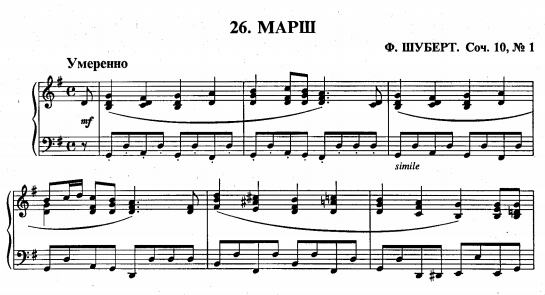 26. МАРШ
Ф. ШУБЕРТ. Соч. 10, № 1
Умеренно
mf
simile